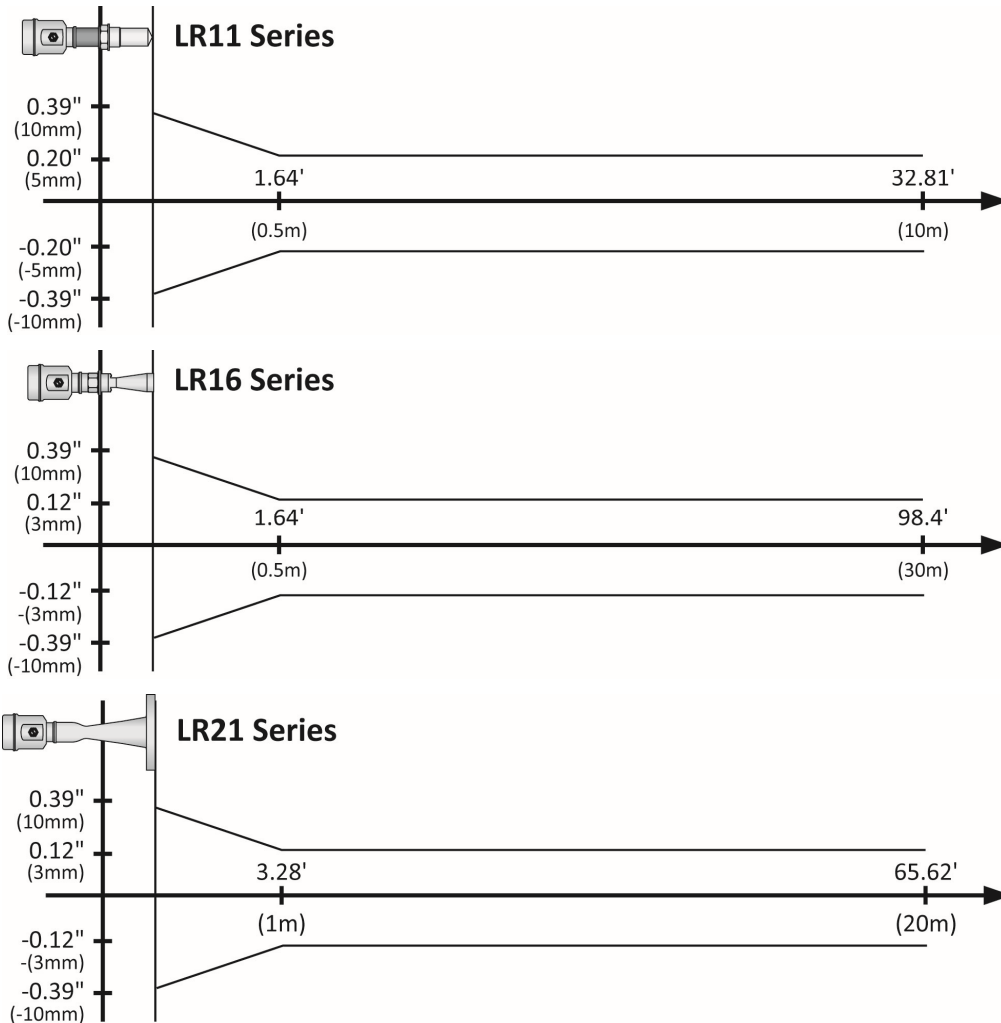 LR11 Series
0.39"
(10mm)
0.20"
(5mm)
1.64'
32.81'
(0.5m)
(10m)
-0.20"
(-5mm)
-0.39"
(-10mm)
LR16 Series
0.39"
(10mm)
0.12"
(3mm)
1.64'
98.4'
(0.5m)
(30m)
-0.12"
-(3mm)
-0.39"
(-10mm)
LR21 Series
0.39"
(10mm)
0.12"
(3mm)
3.28'
65.62'
(1m)
(20m)
-0.12"
-(3mm)
-0.39"
(-10mm)